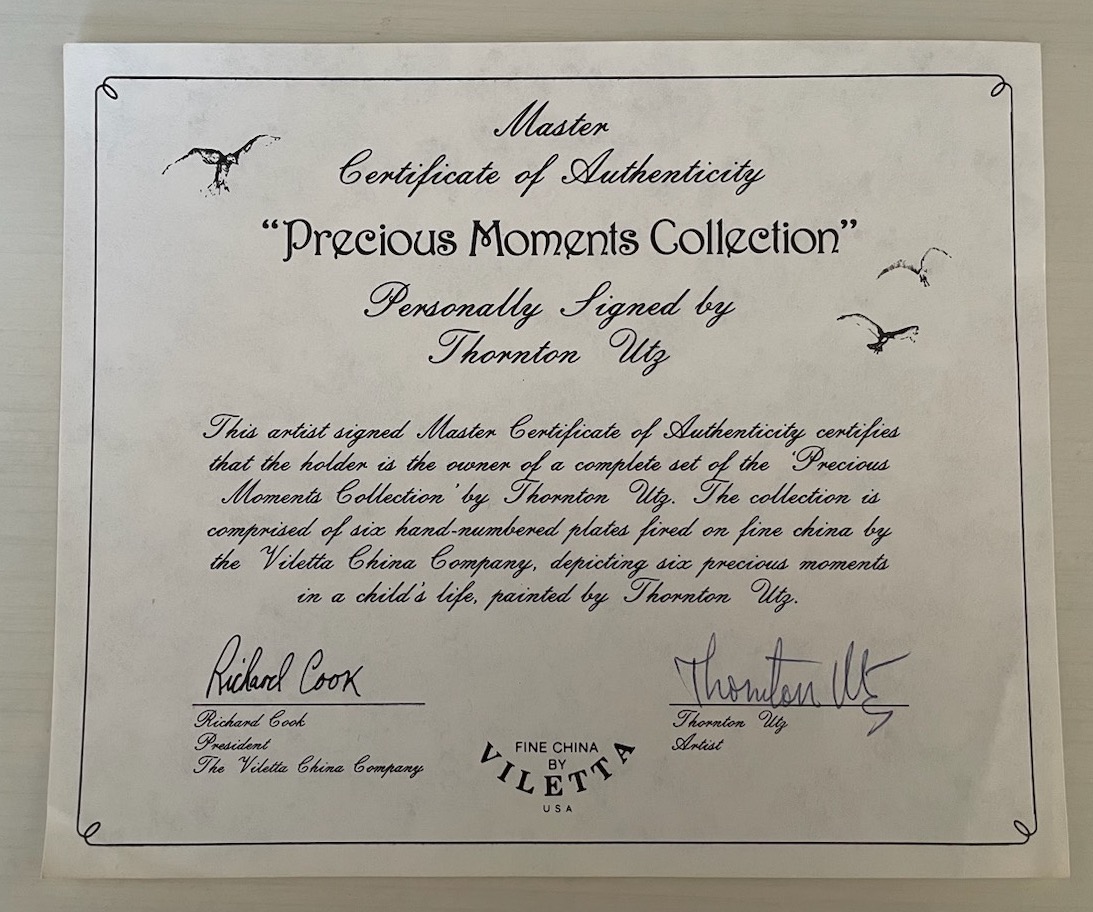 Master
Certificate of Authenticity
“Precious Moments Collection”
Personally Signed by
Thornton Utz
This artist signed Master Certificate of Authenticity certifies
that the holder is the owner of a complete set of the ‘Precious
Moments Collection’ by Thornton Utz. The collection is
comprised of six hand-numbered plates fired on fine china by
the Viletta China Company, depicting six precious moments
in a child’s life, painted by Thornton Utz.
Richard Cook
Richard Cook
President
The Viletta China Company
Thornton Utz
Thornton Utz
Artist
FINE CHINA
BY
VILETTA
USA